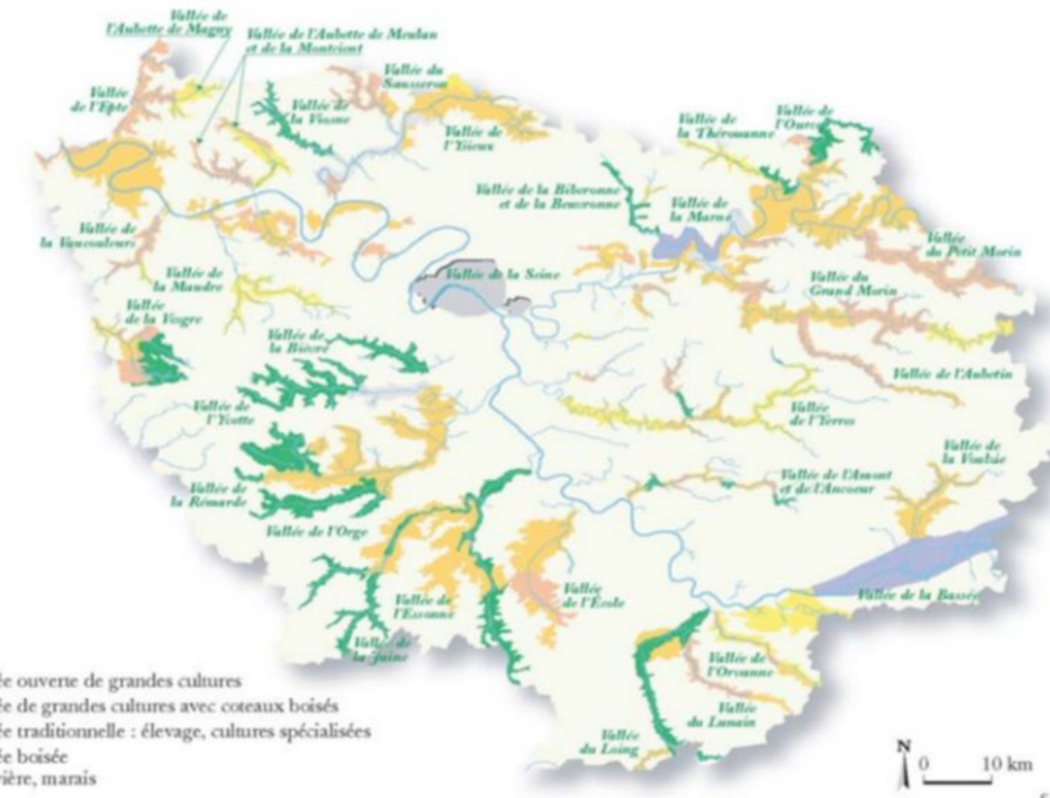 Vallée de
l'Aubette de Magny
Vallée de l'Aubette de Meulan
et de la Montcient
Vallée
de l'Epte
Vallée de
la Viosne
Vallée du
Sausseron
Vallée de
l'Ysieux
Vallée de
la Thérouanne
Vallée de
l'Ourcq
Vallée de la Biberonne
et de la Beuvronne
Vallée de
la Marne
Vallée de
la Vaucouleurs
Vallée
du Petit Morin
Vallée de
la Mauldre
Vallée de la Seine
Vallée du
Grand Morin
Vallée
de la Vesgre
Vallée de
la Bièvre
Vallée de l'Aubetin
Vallée de
l'Yvette
Vallée
de l'Yerres
Vallée de
la Voulzie
Vallée de
la Rémarde
Vallée de l'Amont
et de l'Ancoeur
Vallée de l'Orge
Vallée de
l'Essonne
Vallée
de l'École
Vallée de la Bassée
Vallée de
la Juine
Vallée de
l'Orvanne
Vallée
du Lunain
Vallée
du Loing
ée ouverte de grandes cultures
ée de grandes cultures avec coteaux boisés
ée traditionnelle : élevage, cultures spécialisées
ée boisée
ière, marais
N
0 10 km